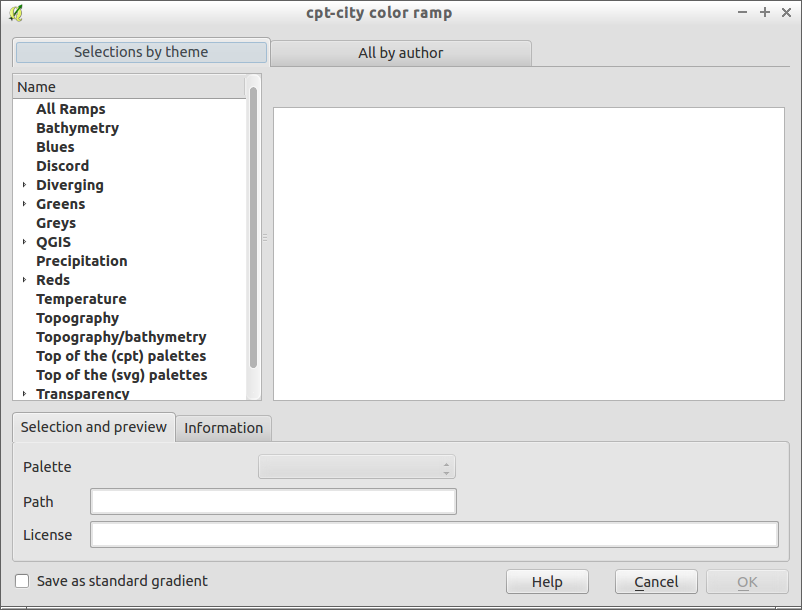 cpt-city color ramp
Selections by theme
All by author
Name
All Ramps
Bathymetry
Blues
Discord
Diverging
Greens
Greys
QGIS
Precipitation
Reds
Temperature
Topography
Topography/bathymetry
Top of the (cpt) palettes
Top of the (svg) palettes
Transparency
Selection and preview
Information
Palette
Path
License
Save as standard gradient
Help
Cancel
OK